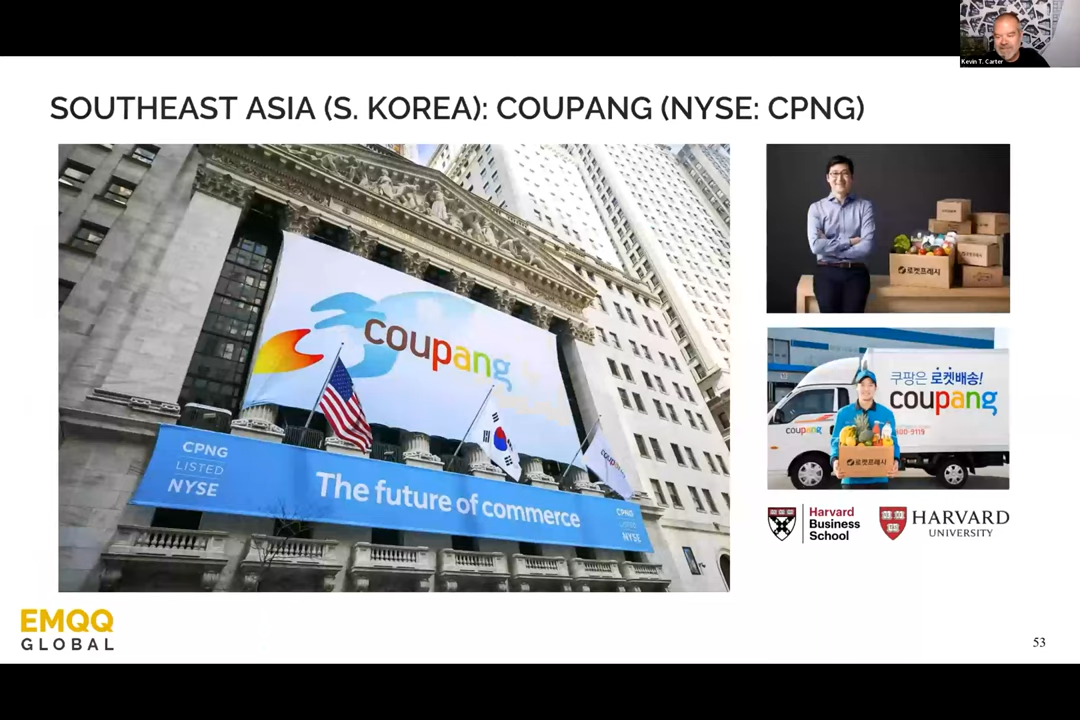 Kevin T. Carter
SOUTHEAST ASIA (S. KOREA): COUPANG (NYSE: CPNG)
coupang
CPNG
LISTED
NYSE
The future of commerce
CPNG
LISTED
NYSE
coupang
로켓프레시
쿠팡은 로켓배송!
coupang
coupang
로켓프레시
Harvard
Business
School
HARVARD
UNIVERSITY
EMQQ
GLOBAL
53